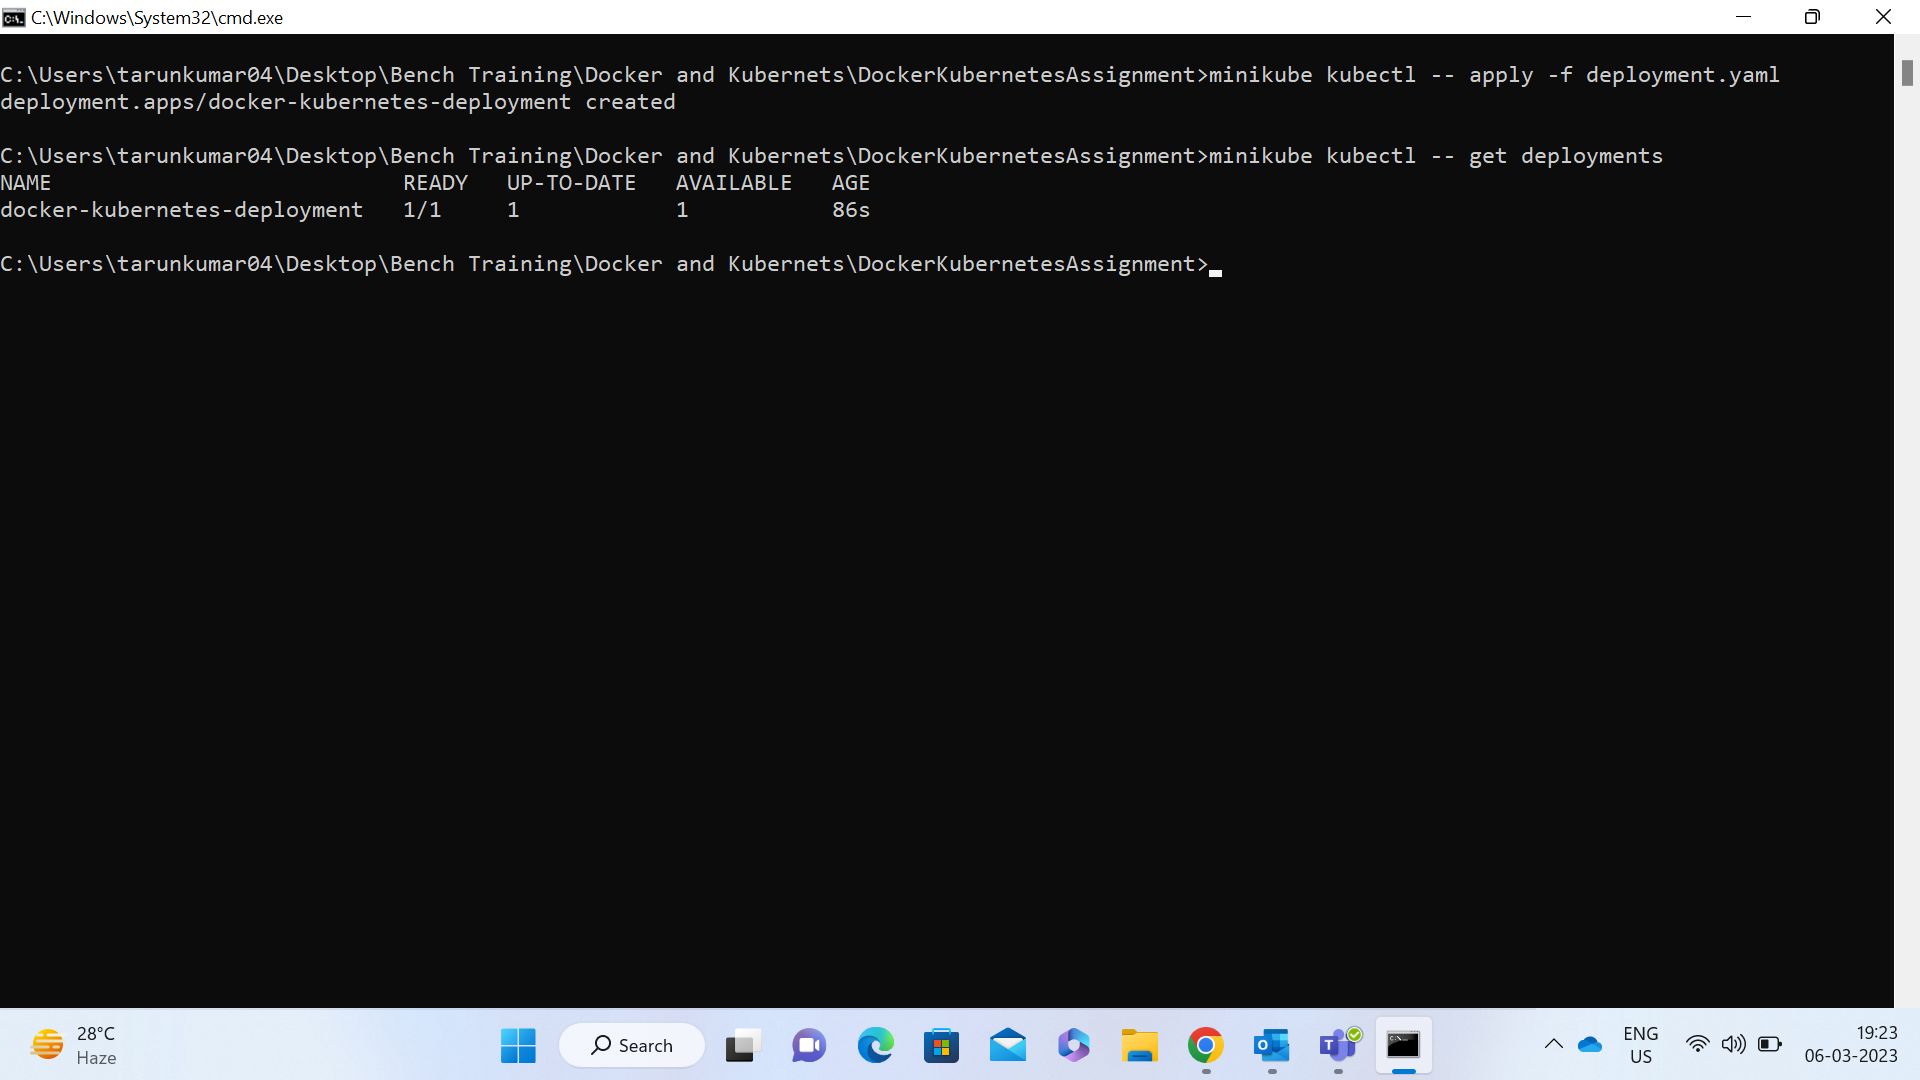 C:\Windows\System32\cmd.exe
C:\Users\tarunkumar04\Desktop\Bench Training\Docker and Kubernets\DockerKubernetesAssignment>minikube kubectl -- apply -f deployment.yaml
deployment.apps/docker-kubernetes-deployment created
C:\Users\tarunkumar04\Desktop\Bench Training\Docker and Kubernets\DockerKubernetesAssignment>minikube kubectl -- get deployments
NAME READY UP-TO-DATE AVAILABLE AGE
docker-kubernetes-deployment 1/1 1 1 86s
C:\Users\tarunkumar04\Desktop\Bench Training\Docker and Kubernets\DockerKubernetesAssignment>
28°C
Haze
Search
ENG
US
19:23
06-03-2023